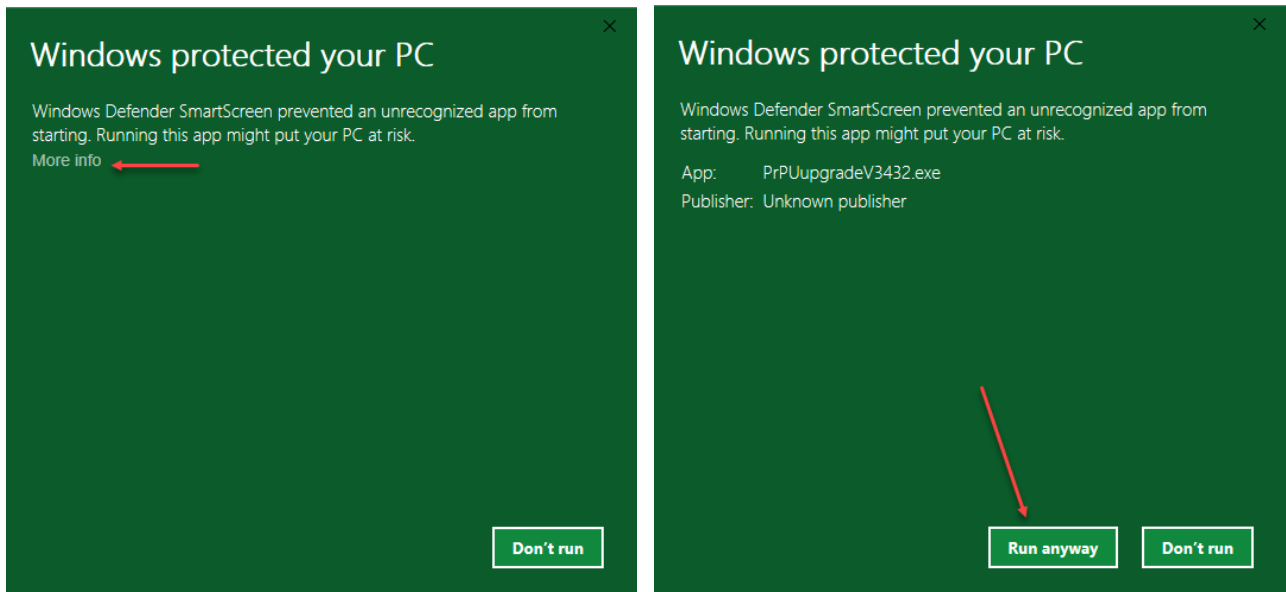 Windows protected your PC
Windows Defender SmartScreen prevented an unrecognized app from
starting. Running this app might put your PC at risk.
More info
Don't run
Windows protected your PC
Windows Defender SmartScreen prevented an unrecognized app from
starting. Running this app might put your PC at risk.
App: PrPUupgradeV3432.exe
Publisher: Unknown publisher
Run anyway Don't run